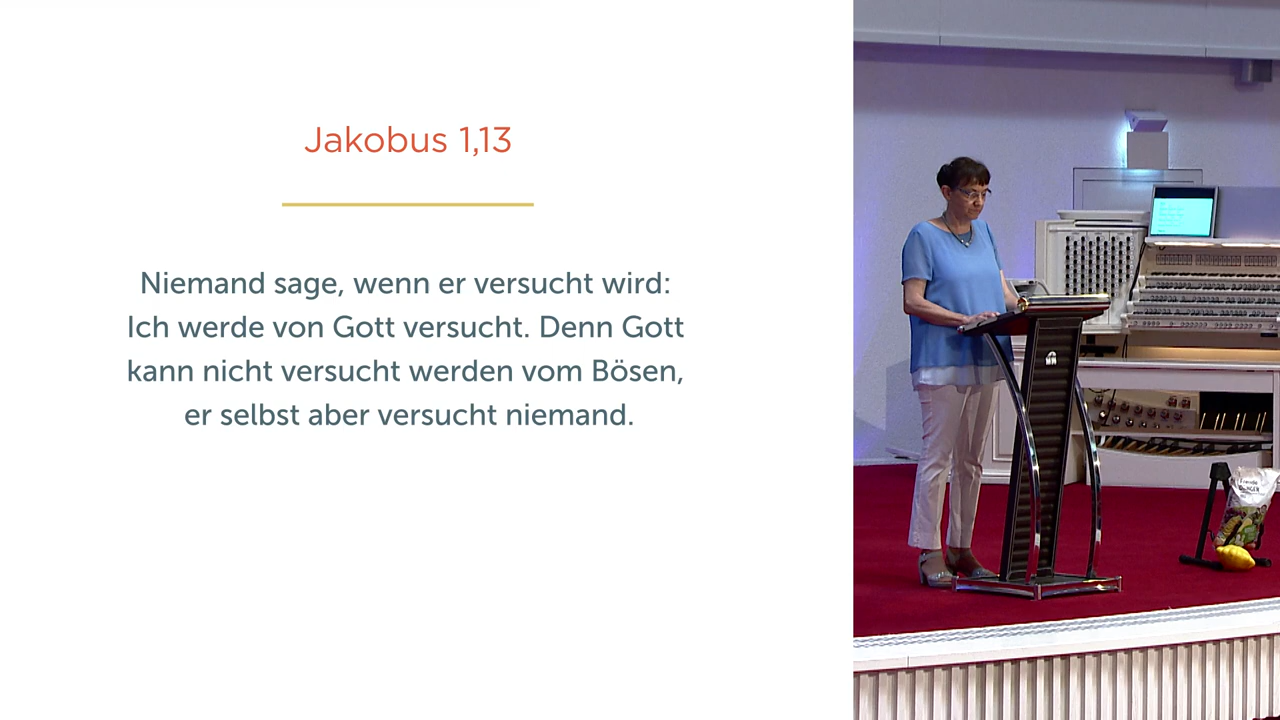 Jakobus 1,13
Niemand sage, wenn er versucht wird:
Ich werde von Gott versucht. Denn Gott
kann nicht versucht werden vom Bösen,
er selbst aber versucht niemand.